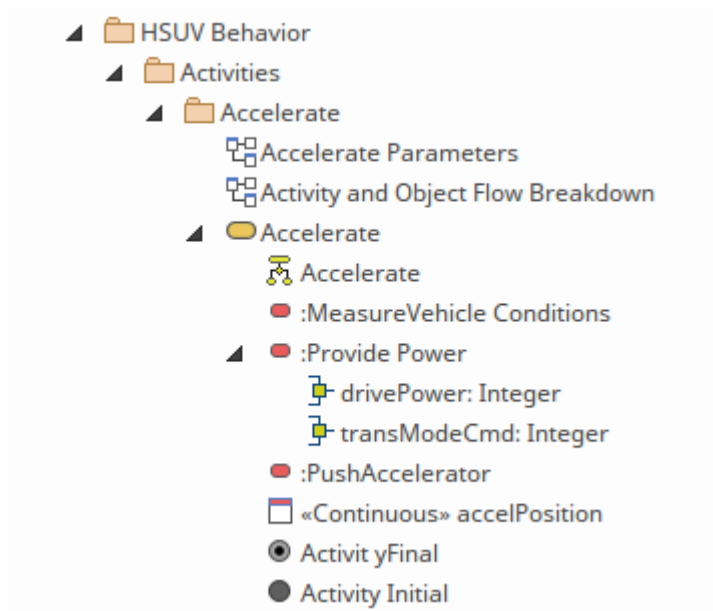 HSUV Behavior
Activities
Accelerate
Accelerate Parameters
Activity and Object Flow Breakdown
Accelerate
Accelerate
:MeasureVehicle Conditions
:Provide Power
drivePower: Integer
transModeCmd: Integer
:PushAccelerator
«Continuous» accelPosition
Activit yFinal
Activity Initial